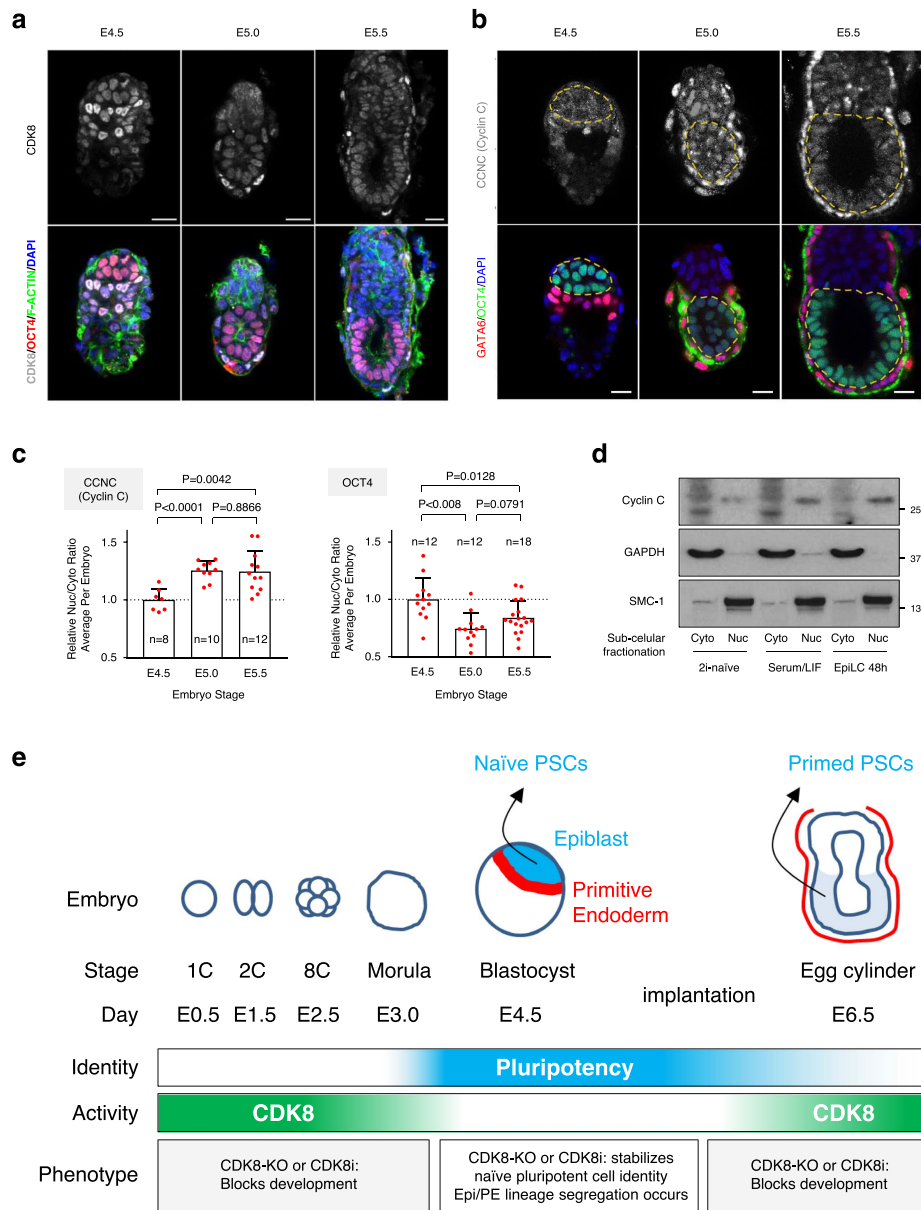 a
E4.5 E5.0 E5.5
CDK8
CDK8/OCT4/F-ACTIN/DAPI
b
E4.5 E5.0 E5.5
CCNC (Cyclin C)
GATA6/OCT4/DAPI
c
CCNC
(Cyclin C)
P=0.0042
P<0.0001 P=0.8866
Relative Nuc/Cyto Ratio
Average Per Embryo
1.5
1.0
0.5
n=8 n=10 n=12
E4.5 E5.0 E5.5
Embryo Stage
OCT4
P=0.0128
P<0.008 P=0.0791
n=12 n=12 n=18
Relative Nuc/Cyto Ratio
Average Per Embryo
1.5
1.0
0.5
E4.5 E5.0 E5.5
Embryo Stage
d
Cyclin C
25
GAPDH
37
SMC-1
13
Sub-celular
fractionation
Cyto Nuc Cyto Nuc Cyto Nuc
2i-naïve Serum/LIF EpiLC 48h
e
Naïve PSCs
Primed PSCs
Epiblast
Primitive
Endoderm
Embryo
Stage 1C 2C 8C Morula Blastocyst Egg cylinder
implantation
Day E0.5 E1.5 E2.5 E3.0 E4.5 E6.5
Identity Pluripotency
Activity CDK8 CDK8
Phenotype
CDK8-KO or CDK8i:
Blocks development
CDK8-KO or CDK8i: stabilizes
naïve pluripotent cell identity
Epi/PE lineage segregation occurs
CDK8-KO or CDK8i:
Blocks development